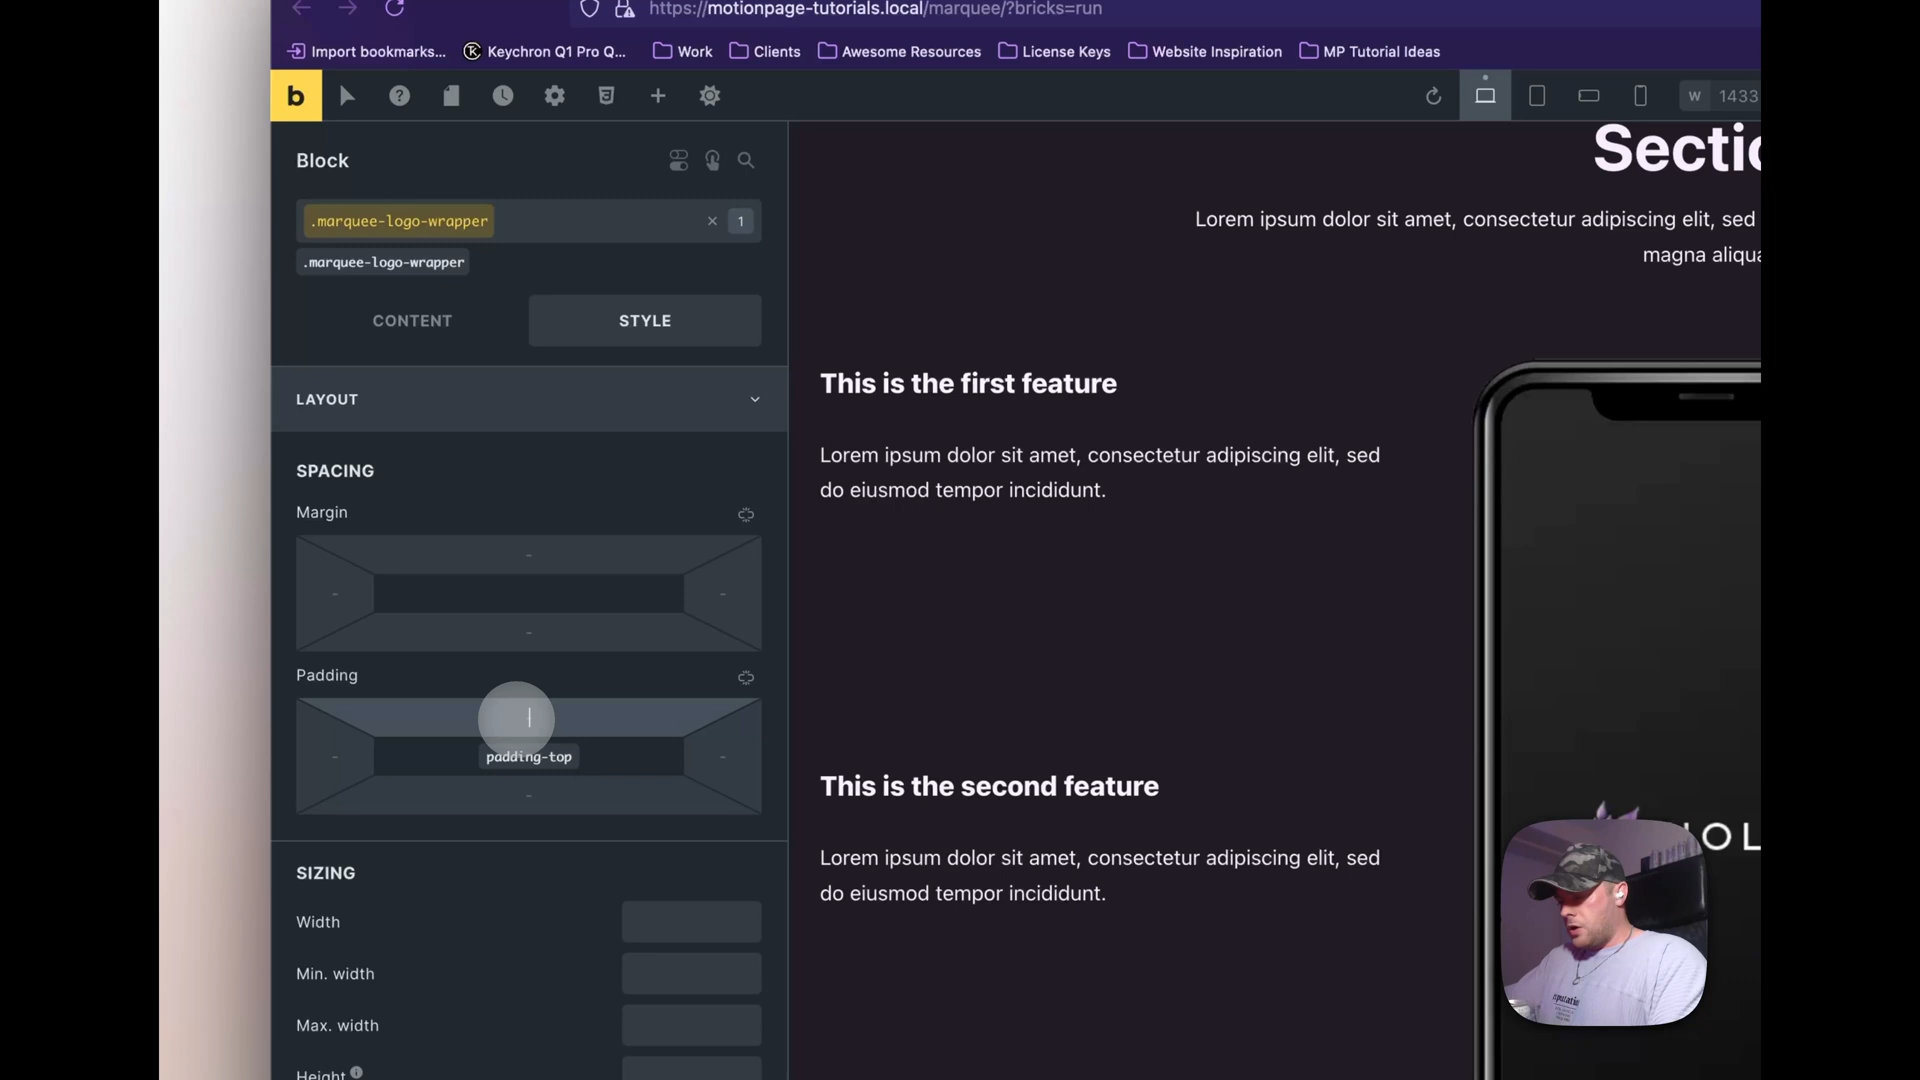 https://motionpage-tutorials.local/marquee/?bricks=run
Import bookmarks... Keychron Q1 Pro Q... Work Clients Awesome Resources License Keys Website Inspiration MP Tutorial Ideas
b W 1433
Block
.marquee-logo-wrapper × 1
.marquee-logo-wrapper
CONTENT STYLE
LAYOUT
SPACING
Margin
-
- -
-
Padding
padding-top
- -
-
SIZING
Width
Min. width
Max. width
Height
Sectio
Lorem ipsum dolor sit amet, consectetur adipiscing elit, sed
magna aliqua
This is the first feature
Lorem ipsum dolor sit amet, consectetur adipiscing elit, sed
do eiusmod tempor incididunt.
This is the second feature
Lorem ipsum dolor sit amet, consectetur adipiscing elit, sed
do eiusmod tempor incididunt.